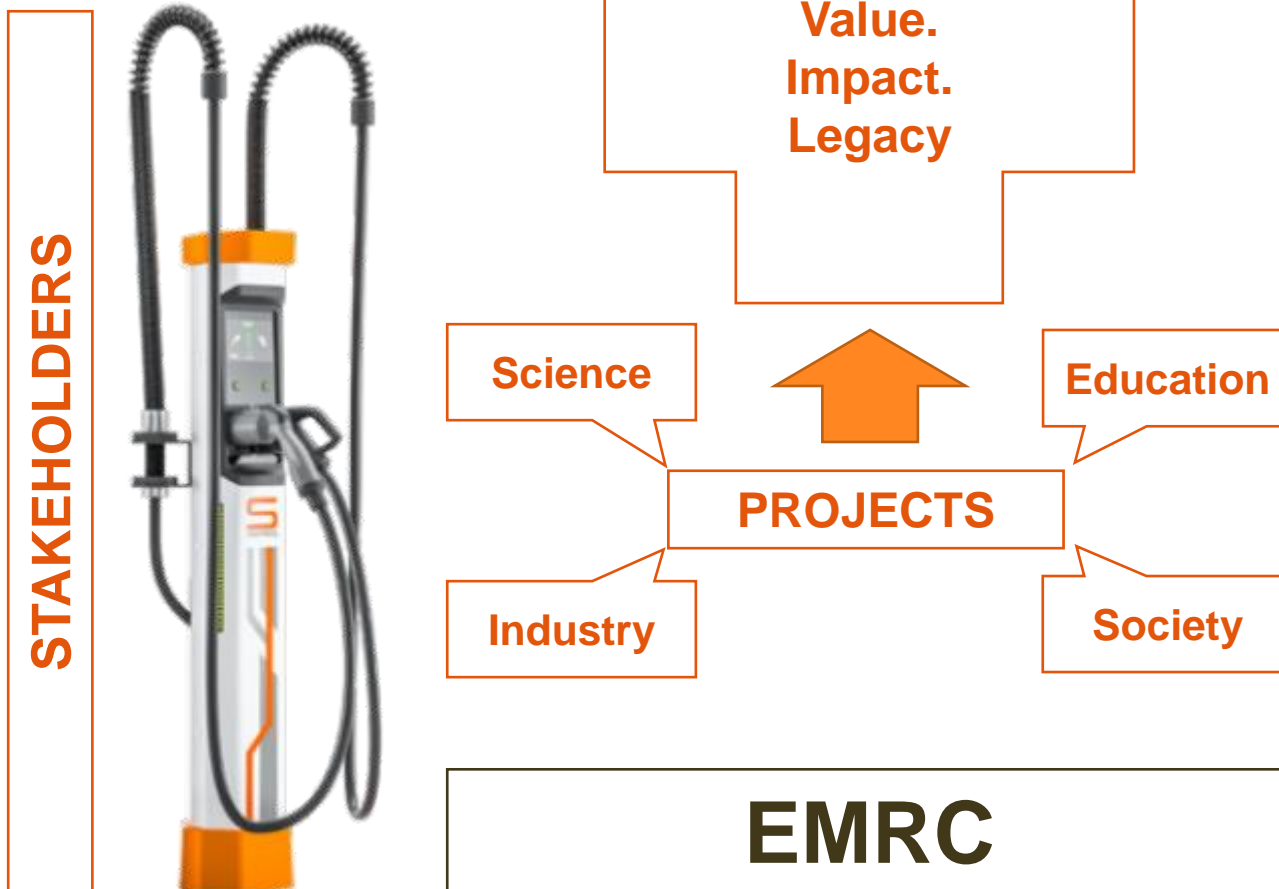 STAKEHOLDERS
Value.
Impact.
Legacy
Science
Education
PROJECTS
Industry
Society
EMRC